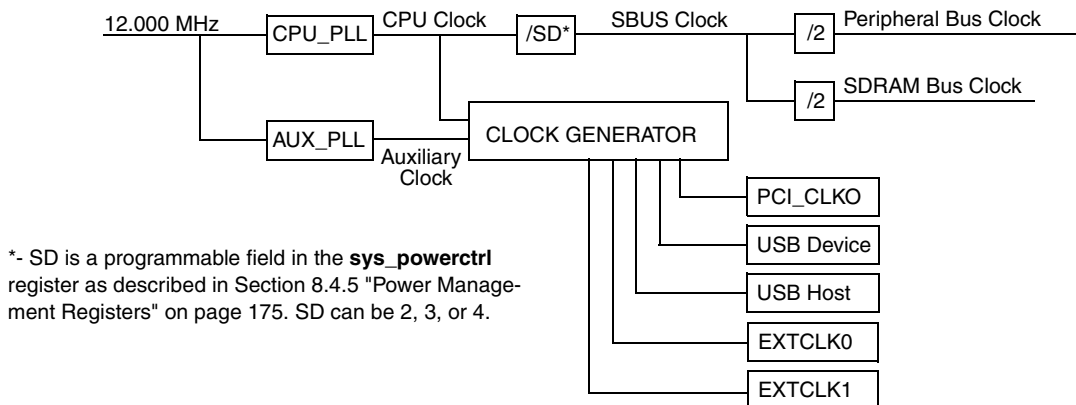 12.000 MHz
CPU_PLL
CPU Clock
/SD*
SBUS Clock
/2
Peripheral Bus Clock
/2
SDRAM Bus Clock
AUX_PLL
Auxiliary
Clock
CLOCK GENERATOR
PCI_CLKO
USB Device
USB Host
EXTCLK0
EXTCLK1
*- SD is a programmable field in the sys_powerctrl
register as described in Section 8.4.5 "Power Manage-
ment Registers" on page 175. SD can be 2, 3, or 4.